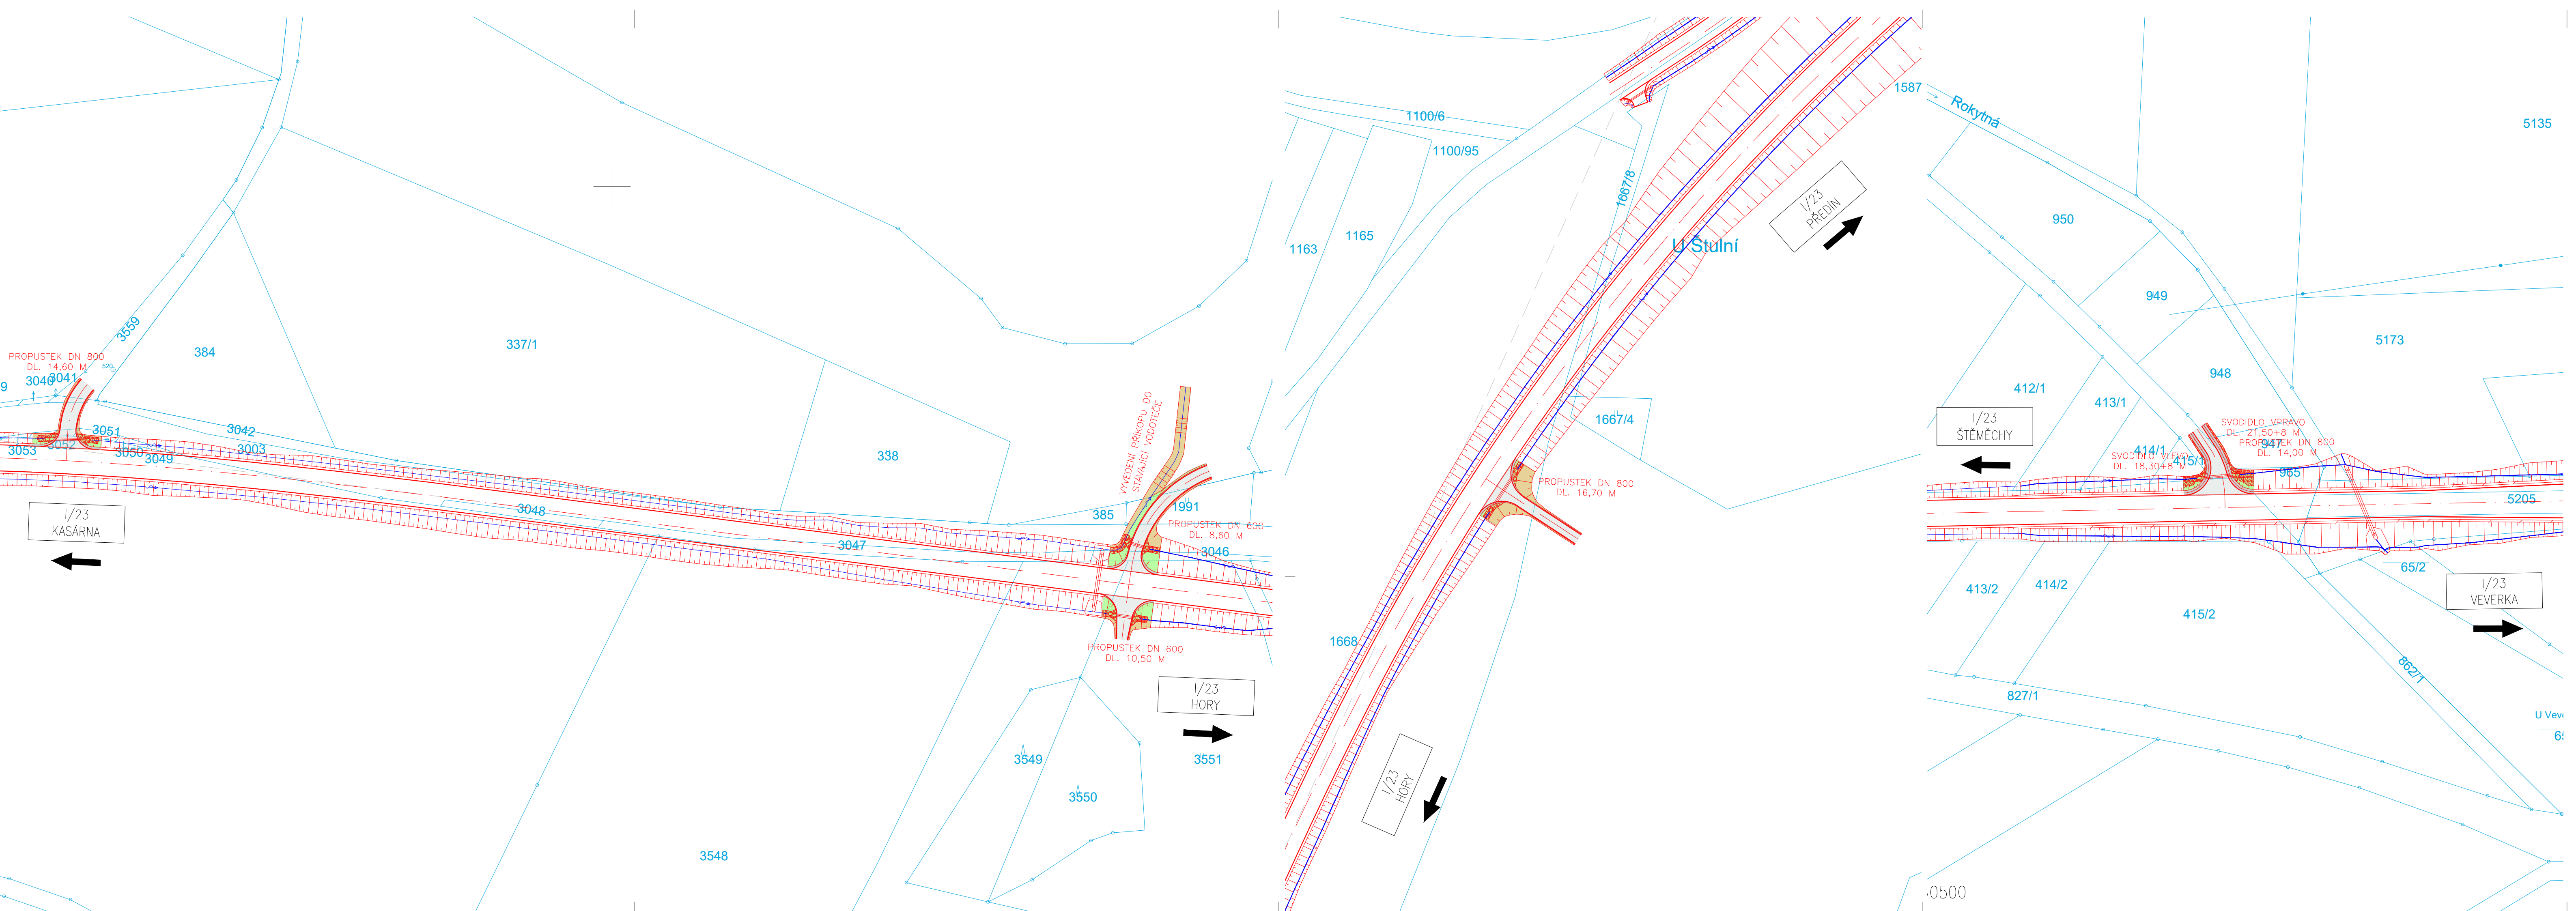 3559
384
337/1
PROPUSTEK DN 800
DL. 14,60 M
520
9
3040
3041
3051
3042
3053
3052
3050
3049
3003
338
3048
3047
385
1991
3046
VYVEDENÍ PŘÍKOPU DO
STÁVAJÍCÍ VODOTEČE
PROPUSTEK DN 600
DL. 8,60 M
I/23
KASÁRNA
PROPUSTEK DN 600
DL. 10,50 M
I/23
HORY
3549
3550
3551
3548
1100/6
1100/95
1163
1165
1667/8
U Štulní
I/23
PŘEDÍN
1587
1667/4
PROPUSTEK DN 800
DL. 16,70 M
1668
I/23
HORY
Rokytná
5135
950
949
5173
948
412/1
413/1
I/23
ŠTĚMĚCHY
SVODIDLO VPRAVO
DL. 21,50+8 M
PROPUSTEK DN 800
DL. 14,00 M
947
414/1
415/1
SVODIDLO VLEVO
DL. 18,30+8 M
965
5205
65/2
413/2
414/2
415/2
I/23
VEVERKA
862/1
827/1
U Veve
65
0500